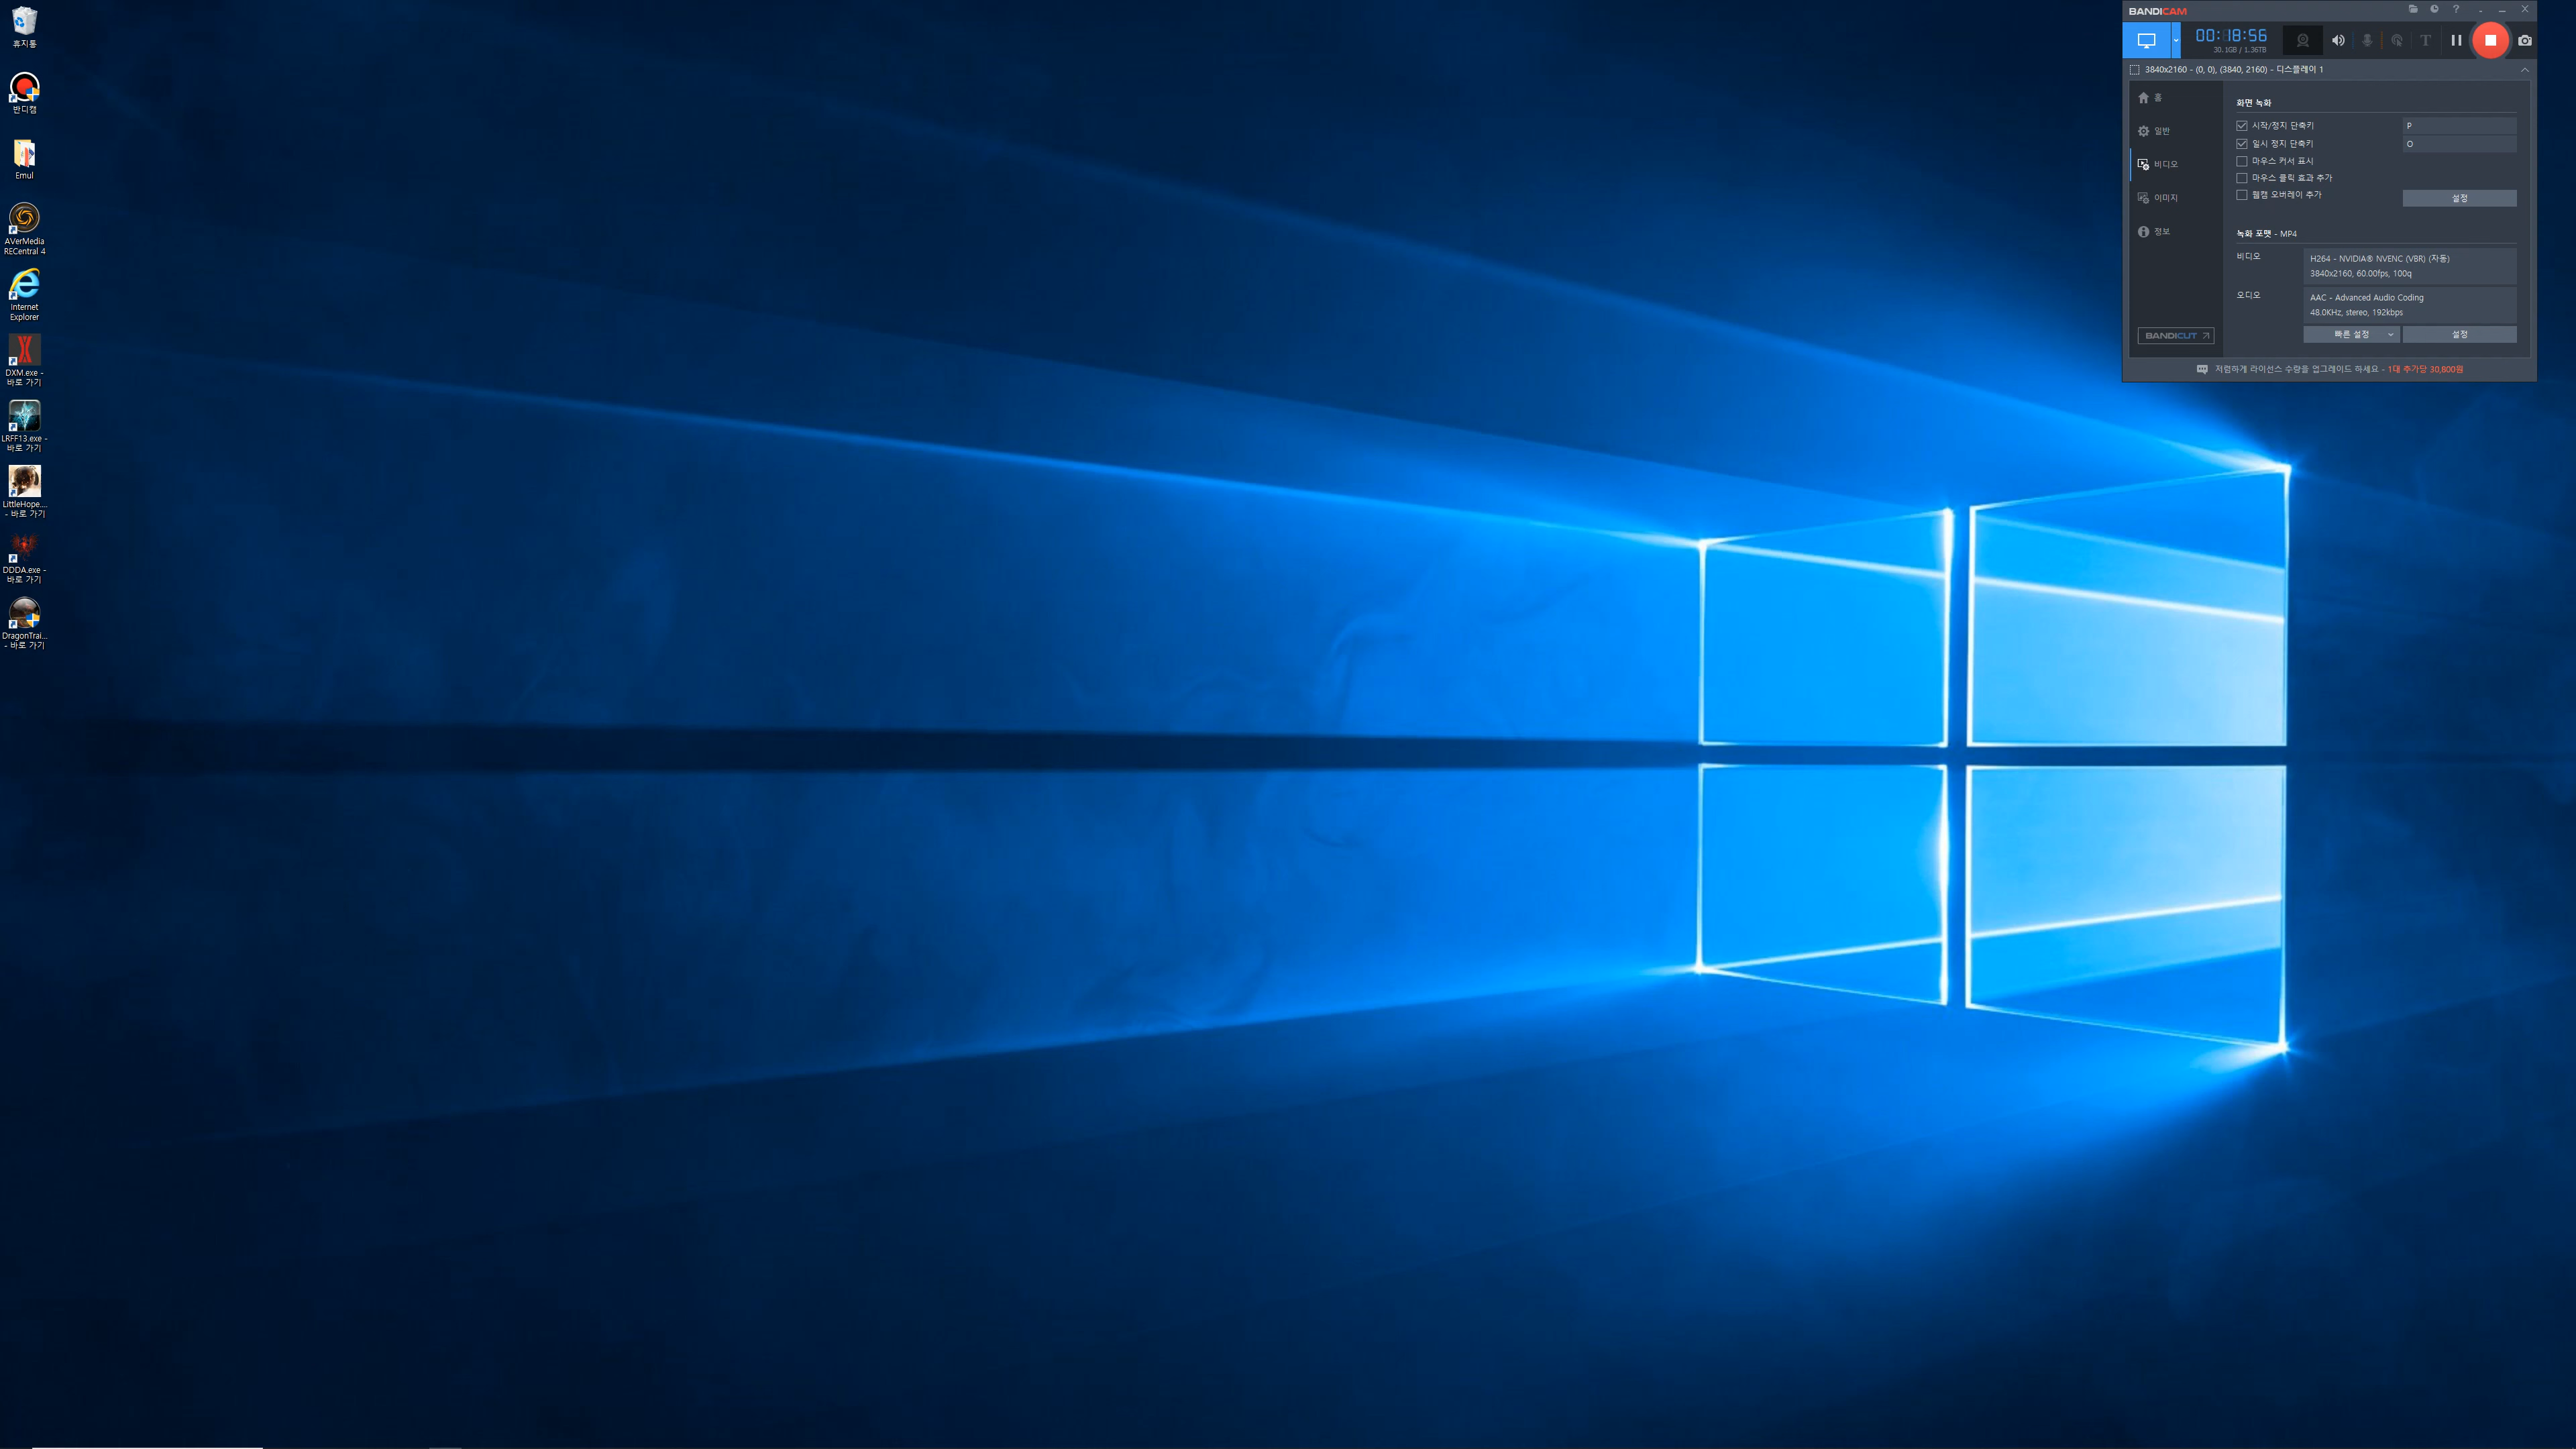 휴지통
반디캠
Emul
AVerMedia
RECentral 4
Internet
Explorer
DXM.exe -
바로 가기
LRFF13.exe -
바로 가기
LittleHope....
- 바로 가기
DDDA.exe -
바로 가기
DragonTrai...
- 바로 가기
BANDICAM
00:18:56
30.1GB / 1.36TB
3840x2160 - (0, 0), (3840, 2160) - 디스플레이 1
홈
일반
비디오
이미지
정보
BANDICUT
화면 녹화
시작/정지 단축키 P
일시 정지 단축키 O
마우스 커서 표시
마우스 클릭 효과 추가
웹캠 오버레이 추가
설정
녹화 포맷 - MP4
비디오
H264 - NVIDIA® NVENC (VBR) (자동)
3840x2160, 60.00fps, 100q
오디오
AAC - Advanced Audio Coding
48.0KHz, stereo, 192kbps
빠른 설정 설정
저렴하게 라이선스 수량을 업그레이드 하세요 - 1대 추가당 30,800원